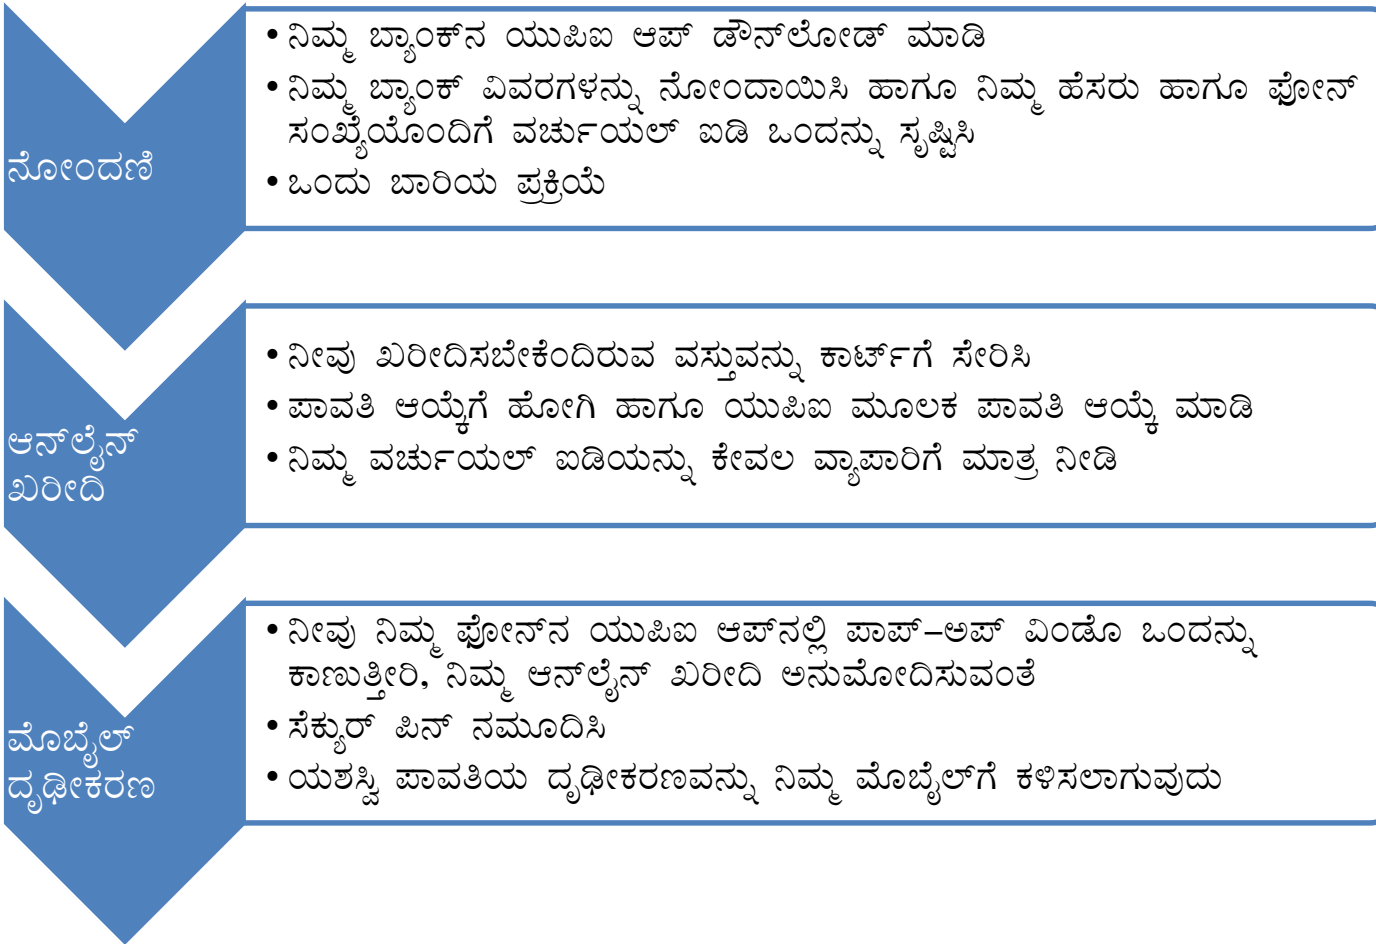 ನೋಂದಣಿ
• ನಿಮ್ಮ ಬ್ಯಾಂಕ್‌ನ ಯುಪಿಐ ಆಪ್ ಡೌನ್‌ಲೋಡ್ ಮಾಡಿ
• ನಿಮ್ಮ ಬ್ಯಾಂಕ್ ವಿವರಗಳನ್ನು ನೋಂದಾಯಿಸಿ ಹಾಗೂ ನಿಮ್ಮ ಹೆಸರು ಹಾಗೂ ಫೋನ್
ಸಂಖ್ಯೆಯೊಂದಿಗೆ ವರ್ಚುಯಲ್ ಐಡಿ ಒಂದನ್ನು ಸೃಷ್ಟಿಸಿ
• ಒಂದು ಬಾರಿಯ ಪ್ರಕ್ರಿಯೆ
ಆನ್‌ಲೈನ್
ಖರೀದಿ
• ನೀವು ಖರೀದಿಸಬೇಕೆಂದಿರುವ ವಸ್ತುವನ್ನು ಕಾರ್ಟ್‌ಗೆ ಸೇರಿಸಿ
• ಪಾವತಿ ಆಯ್ಕೆಗೆ ಹೋಗಿ ಹಾಗೂ ಯುಪಿಐ ಮೂಲಕ ಪಾವತಿ ಆಯ್ಕೆ ಮಾಡಿ
• ನಿಮ್ಮ ವರ್ಚುಯಲ್ ಐಡಿಯನ್ನು ಕೇವಲ ವ್ಯಾಪಾರಿಗೆ ಮಾತ್ರ ನೀಡಿ
ಮೊಬೈಲ್
ದೃಢೀಕರಣ
• ನೀವು ನಿಮ್ಮ ಫೋನ್‌ನ ಯುಪಿಐ ಆಪ್‌ನಲ್ಲಿ ಪಾಪ್–ಅಪ್ ವಿಂಡೊ ಒಂದನ್ನು
ಕಾಣುತ್ತೀರಿ, ನಿಮ್ಮ ಆನ್‌ಲೈನ್ ಖರೀದಿ ಅನುಮೋದಿಸುವಂತೆ
• ಸೆಕ್ಯುರ್ ಪಿನ್ ನಮೂದಿಸಿ
• ಯಶಸ್ವಿ ಪಾವತಿಯ ದೃಢೀಕರಣವನ್ನು ನಿಮ್ಮ ಮೊಬೈಲ್‌ಗೆ ಕಳಿಸಲಾಗುವುದು